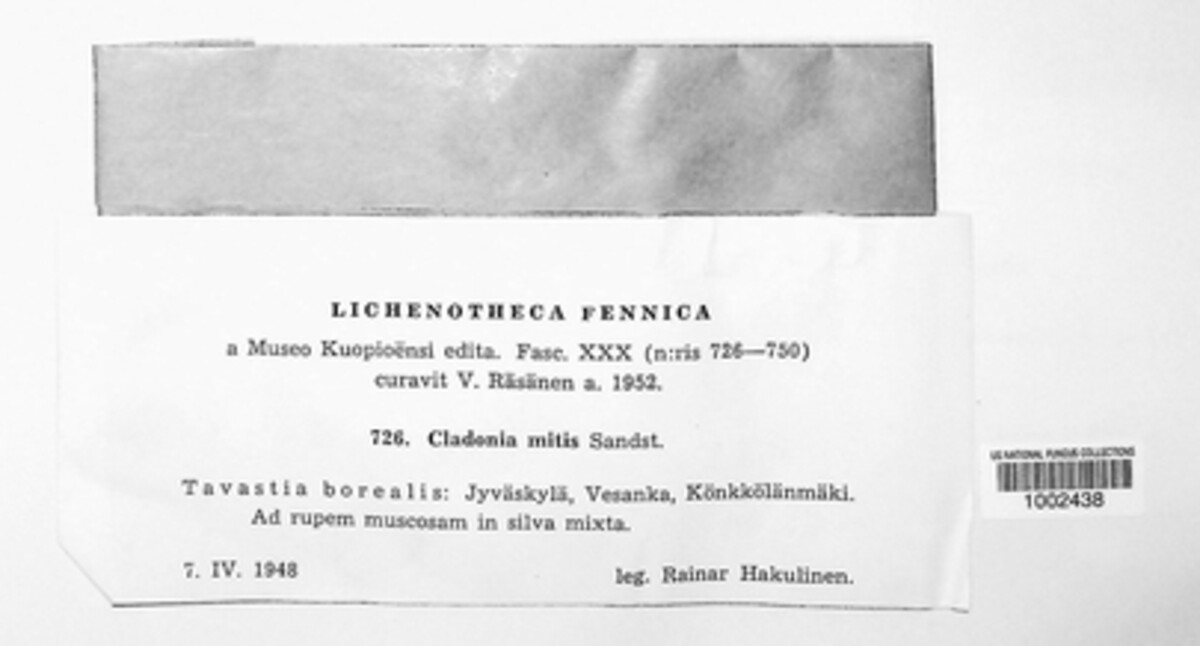 LICHENOTHECA FENNICA
a Museo Kuopioënsi edita. Fasc. XXX (n:ris 726—750)
curavit V. Räsänen a. 1952.
726. Cladonia mitis Sandst.
Tavastia borealis: Jyväskylä, Vesanka, Könkkölänmäki.
Ad rupem muscosam in silva mixta.
7. IV. 1948 leg. Rainar Hakulinen.
US NATIONAL FUNGUS COLLECTIONS
1002438